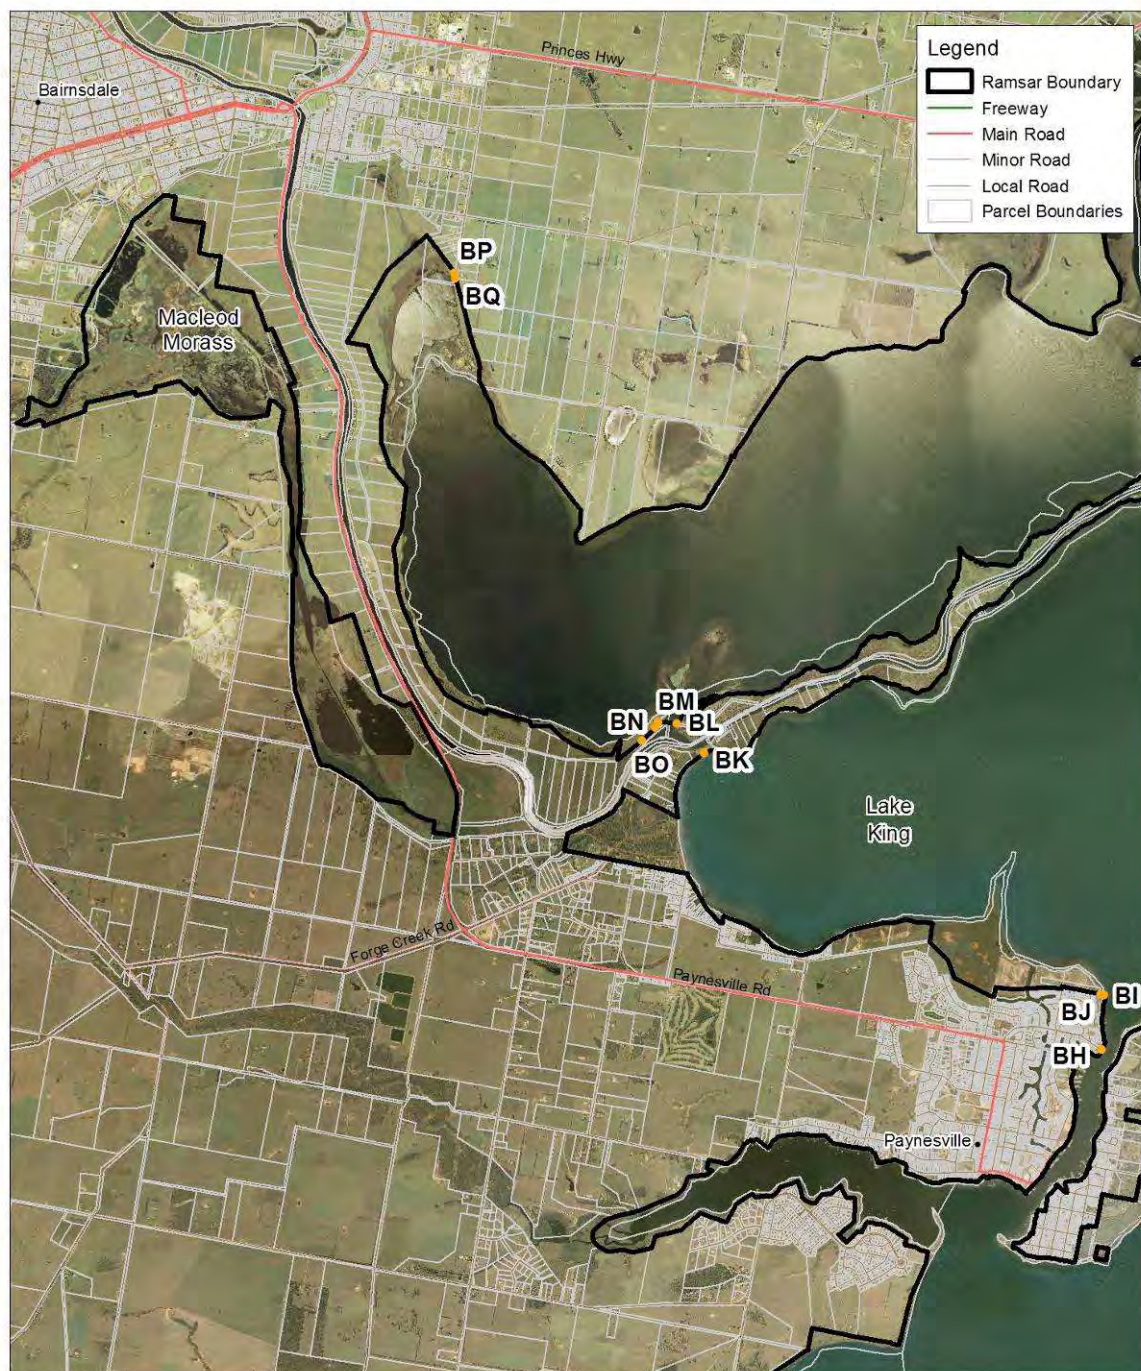 Legend
Ramsar Boundary
Freeway
Main Road
Minor Road
Local Road
Parcel Boundaries
Princes Hwy
Bairnsdale
BP
BQ
Macleod
Morass
BM
BN
BL
BO
BK
Lake
King
Forge Creek Rd
Paynesville Rd
BJ
BI
BH
Paynesville